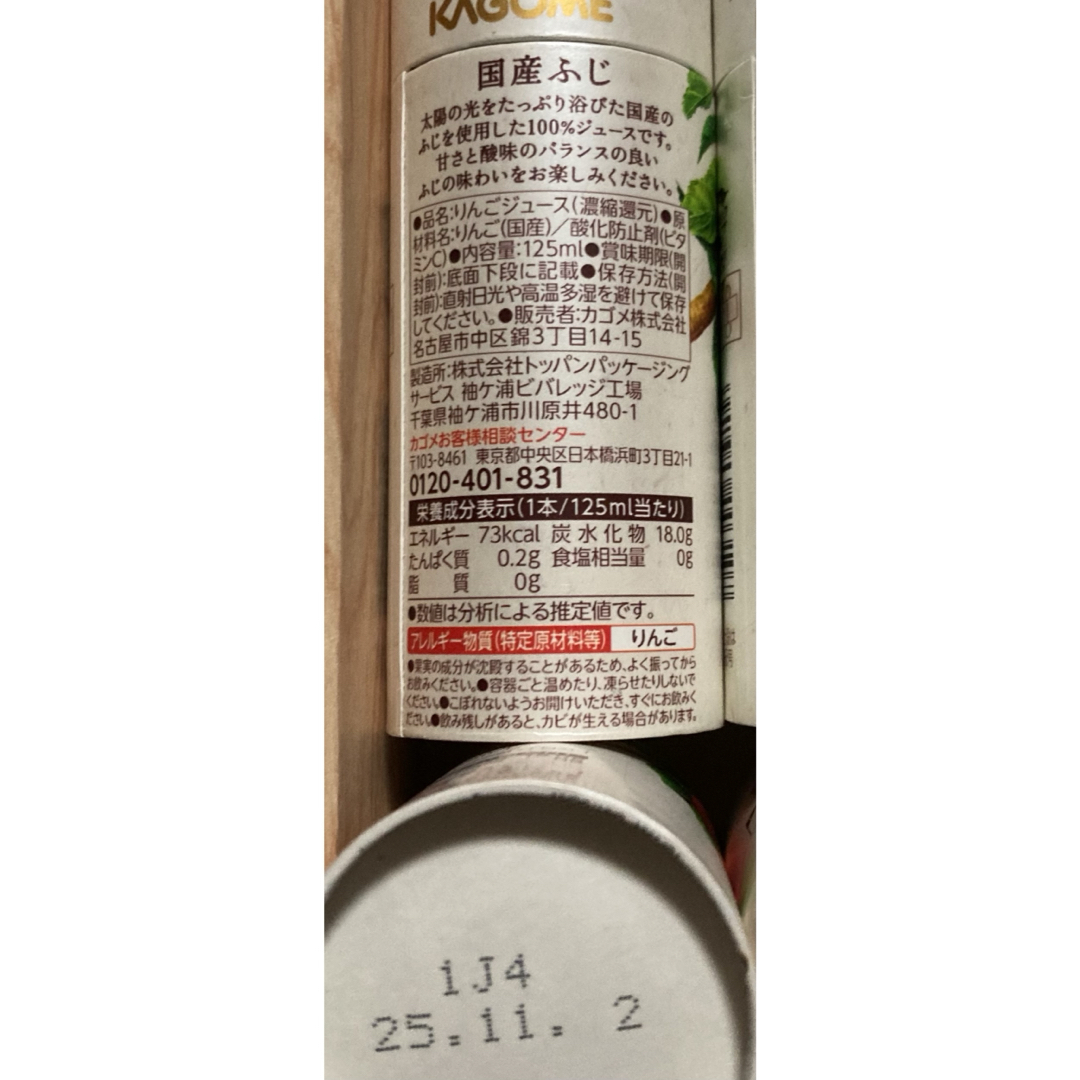 KAGOME
国産ふじ
太陽の光をたっぷり浴びた国産の
ふじを使用した100%ジュースです。
甘さと酸味のバランスの良い
ふじの味わいをお楽しみください。
●品名:りんごジュース(濃縮還元)●原
材料名:りんご(国産)/酸化防止剤(ビタ
ミンC)●内容量:125ml●賞味期限(開
封前):底面下段に記載●保存方法(開
封前):直射日光や高温多湿を避けて保存
してください。●販売者:カゴメ株式会社
名古屋市中区錦3丁目14-15
製造所:株式会社トッパンパッケージング
サービス 袖ケ浦ビバレッジ工場
千葉県袖ケ浦市川原井480-1
カゴメお客様相談センター
〒103-8461 東京都中央区日本橋浜町3丁目21-1
0120-401-831
栄養成分表示(1本/125ml当たり)
エネルギー 73kcal 炭水化物 18.0g
たんぱく質 0.2g 食塩相当量 0g
脂質 0g
●数値は分析による推定値です。
アレルギー物質(特定原材料等) りんご
●果実の成分が沈殿することがあるため、よく振ってから
お飲みください。●容器ごと温めたり、凍らせたりしないで
ください。●こぼれないようお開けいただき、すぐにお飲みく
ださい。●飲み残しがあると、カビが生える場合があります。
1J4
25.11. 2